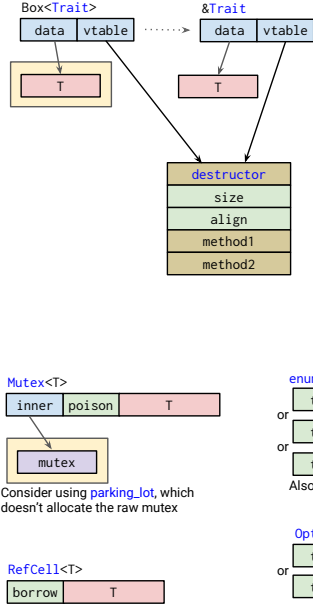 Box<Trait>
&Trait
data vtable
data vtable
T
T
destructor
size
align
method1
method2
Mutex<T>
inner poison T
mutex
Consider using parking_lot, which
doesn't allocate the raw mutex
or
or
Also
RefCell<T>
borrow T
or